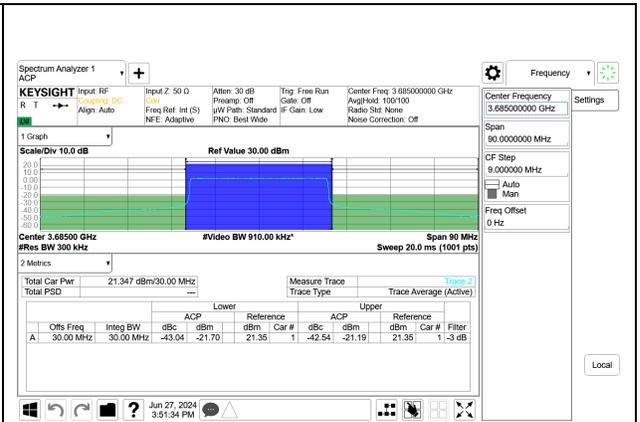 Spectrum Analyzer 1
ACP
Frequency
KEYSIGHT Input: RF Input Z: 50 Ω Atten: 30 dB Trig: Free Run Center Freq: 3.685000000 GHz
R T Coupling: DC Corr Preamp: Off Gate: Off Avg|Hold: 100/100
Align: Auto Freq Ref: Int (S) µW Path: Standard IF Gain: Low Radio Std: None
NFE: Adaptive PNO: Best Wide Noise Correction: Off
Center Frequency
3.685000000 GHz
Settings
Span
90.0000000 MHz
CF Step
9.000000 MHz
Auto
Man
Freq Offset
0 Hz
Local
1 Graph
Scale/Div 10.0 dB Ref Value 30.00 dBm
20.0
10.0
0.00
-10.0
-20.0
-30.0
-40.0
-50.0
-60.0
Center 3.68500 GHz #Video BW 910.00 kHz* Span 90 MHz
#Res BW 300 kHz Sweep 20.0 ms (1001 pts)
2 Metrics
Total Car Pwr 21.347 dBm/30.00 MHz Measure Trace Trace 2
Total PSD --- Trace Type Trace Average (Active)
Lower Upper
ACP Reference ACP Reference
Offs Freq Integ BW dBc dBm dBm Car # dBc dBm dBm Car # Filter
A 30.00 MHz 30.00 MHz -43.04 -21.70 21.35 1 -42.54 -21.19 21.35 1 -3 dB
Jun 27, 2024
3:51:34 PM